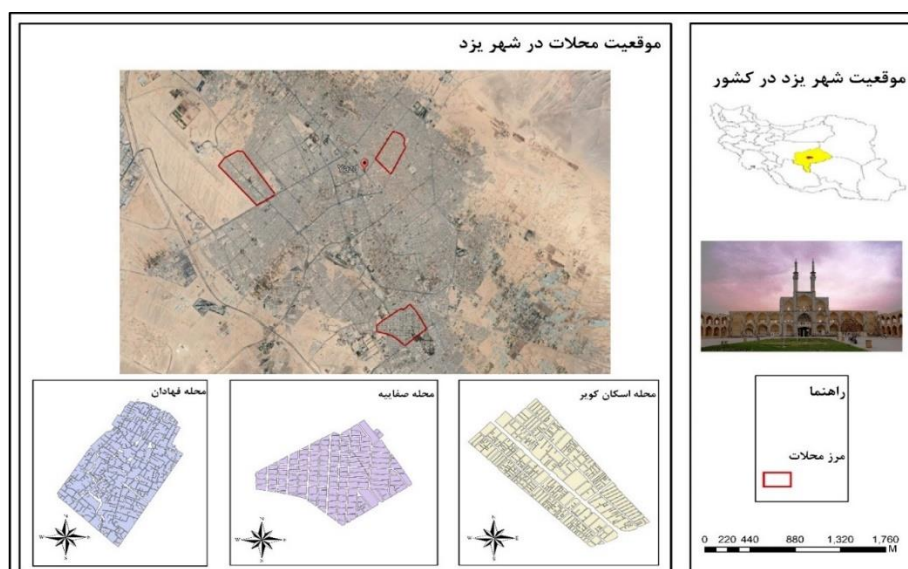 موقعیت محلات در شهر یزد
موقعیت شهر یزد در کشور
محله فهادان
محله صفاییه
محله اسکان کویر
راهنما
مرز محلات
0 220 440 880 1,320 1,760
M